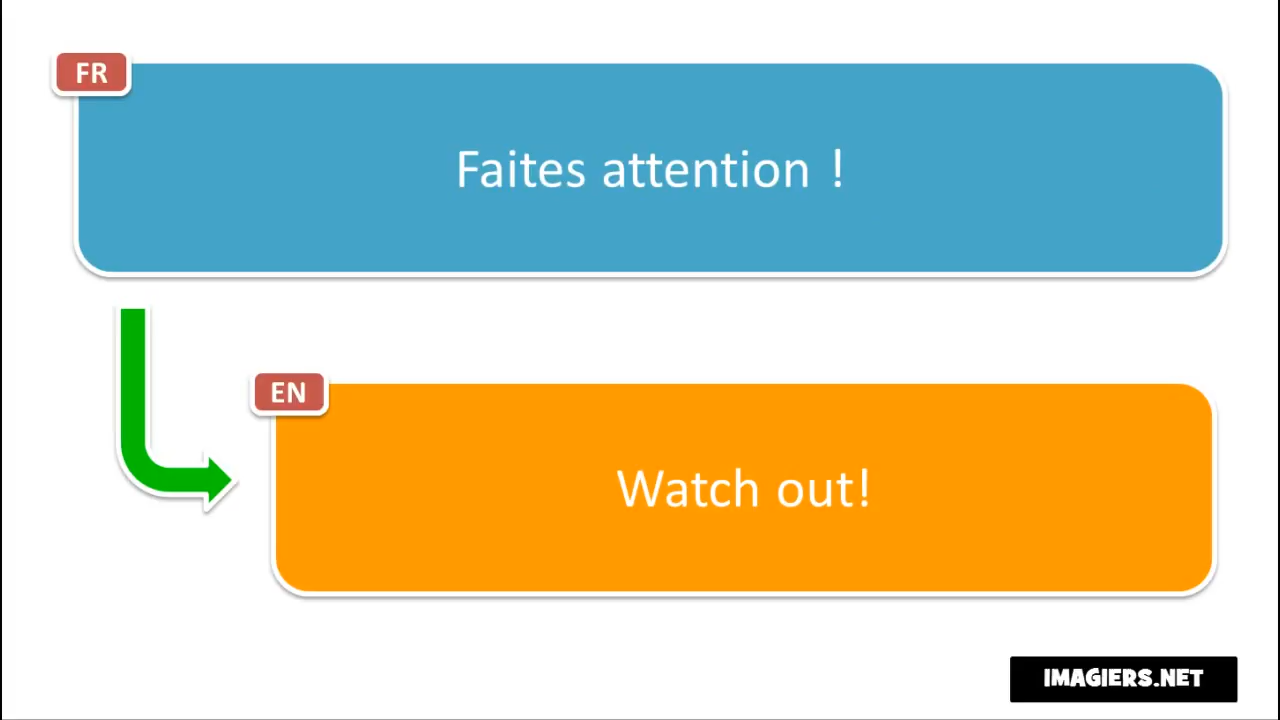 FR
Faites attention !
EN
Watch out!
IMAGIERS.NET